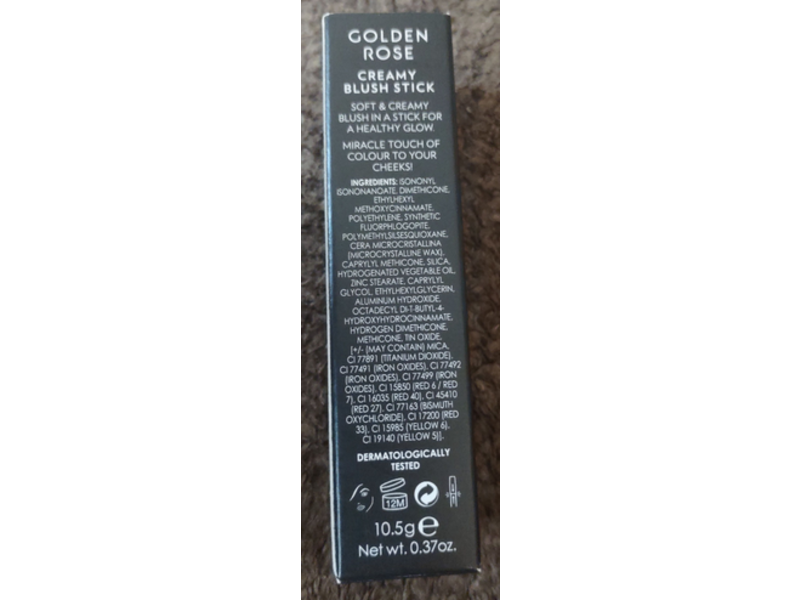 GOLDEN
ROSE
CREAMY
BLUSH STICK
SOFT & CREAMY
BLUSH IN A STICK FOR
A HEALTHY GLOW.
MIRACLE TOUCH OF
COLOUR TO YOUR
CHEEKS!
INGREDIENTS: ISONONYL
ISONONANOATE, DIMETHICONE,
ETHYLHEXYL
METHOXYCINNAMATE,
POLYETHYLENE, SYNTHETIC
FLUORPHLOGOPITE,
POLYMETHYLSILSESQUIOXANE,
CERA MICROCRISTALLINA
(MICROCRYSTALLINE WAX),
CAPRYLYL METHICONE, SILICA,
HYDROGENATED VEGETABLE OIL,
ZINC STEARATE, CAPRYLYL
GLYCOL, ETHYLHEXYLGLYCERIN,
ALUMINUM HYDROXIDE,
OCTADECYL DI-T-BUTYL-4-
HYDROXYHYDROCINNAMATE,
HYDROGEN DIMETHICONE,
METHICONE, TIN OXIDE,
[+/- (MAY CONTAIN) MICA,
CI 77891 (TITANIUM DIOXIDE),
CI 77491 (IRON OXIDES), CI 77492
(IRON OXIDES), CI 77499 (IRON
OXIDES), CI 15850 (RED 6 / RED
7), CI 16035 (RED 40), CI 45410
(RED 27), CI 77163 (BISMUTH
OXYCHLORIDE), CI 17200 (RED
33), CI 15985 (YELLOW 6),
CI 19140 (YELLOW 5)].
DERMATOLOGICALLY
TESTED
12M
10.5g e
Net wt. 0.37oz.